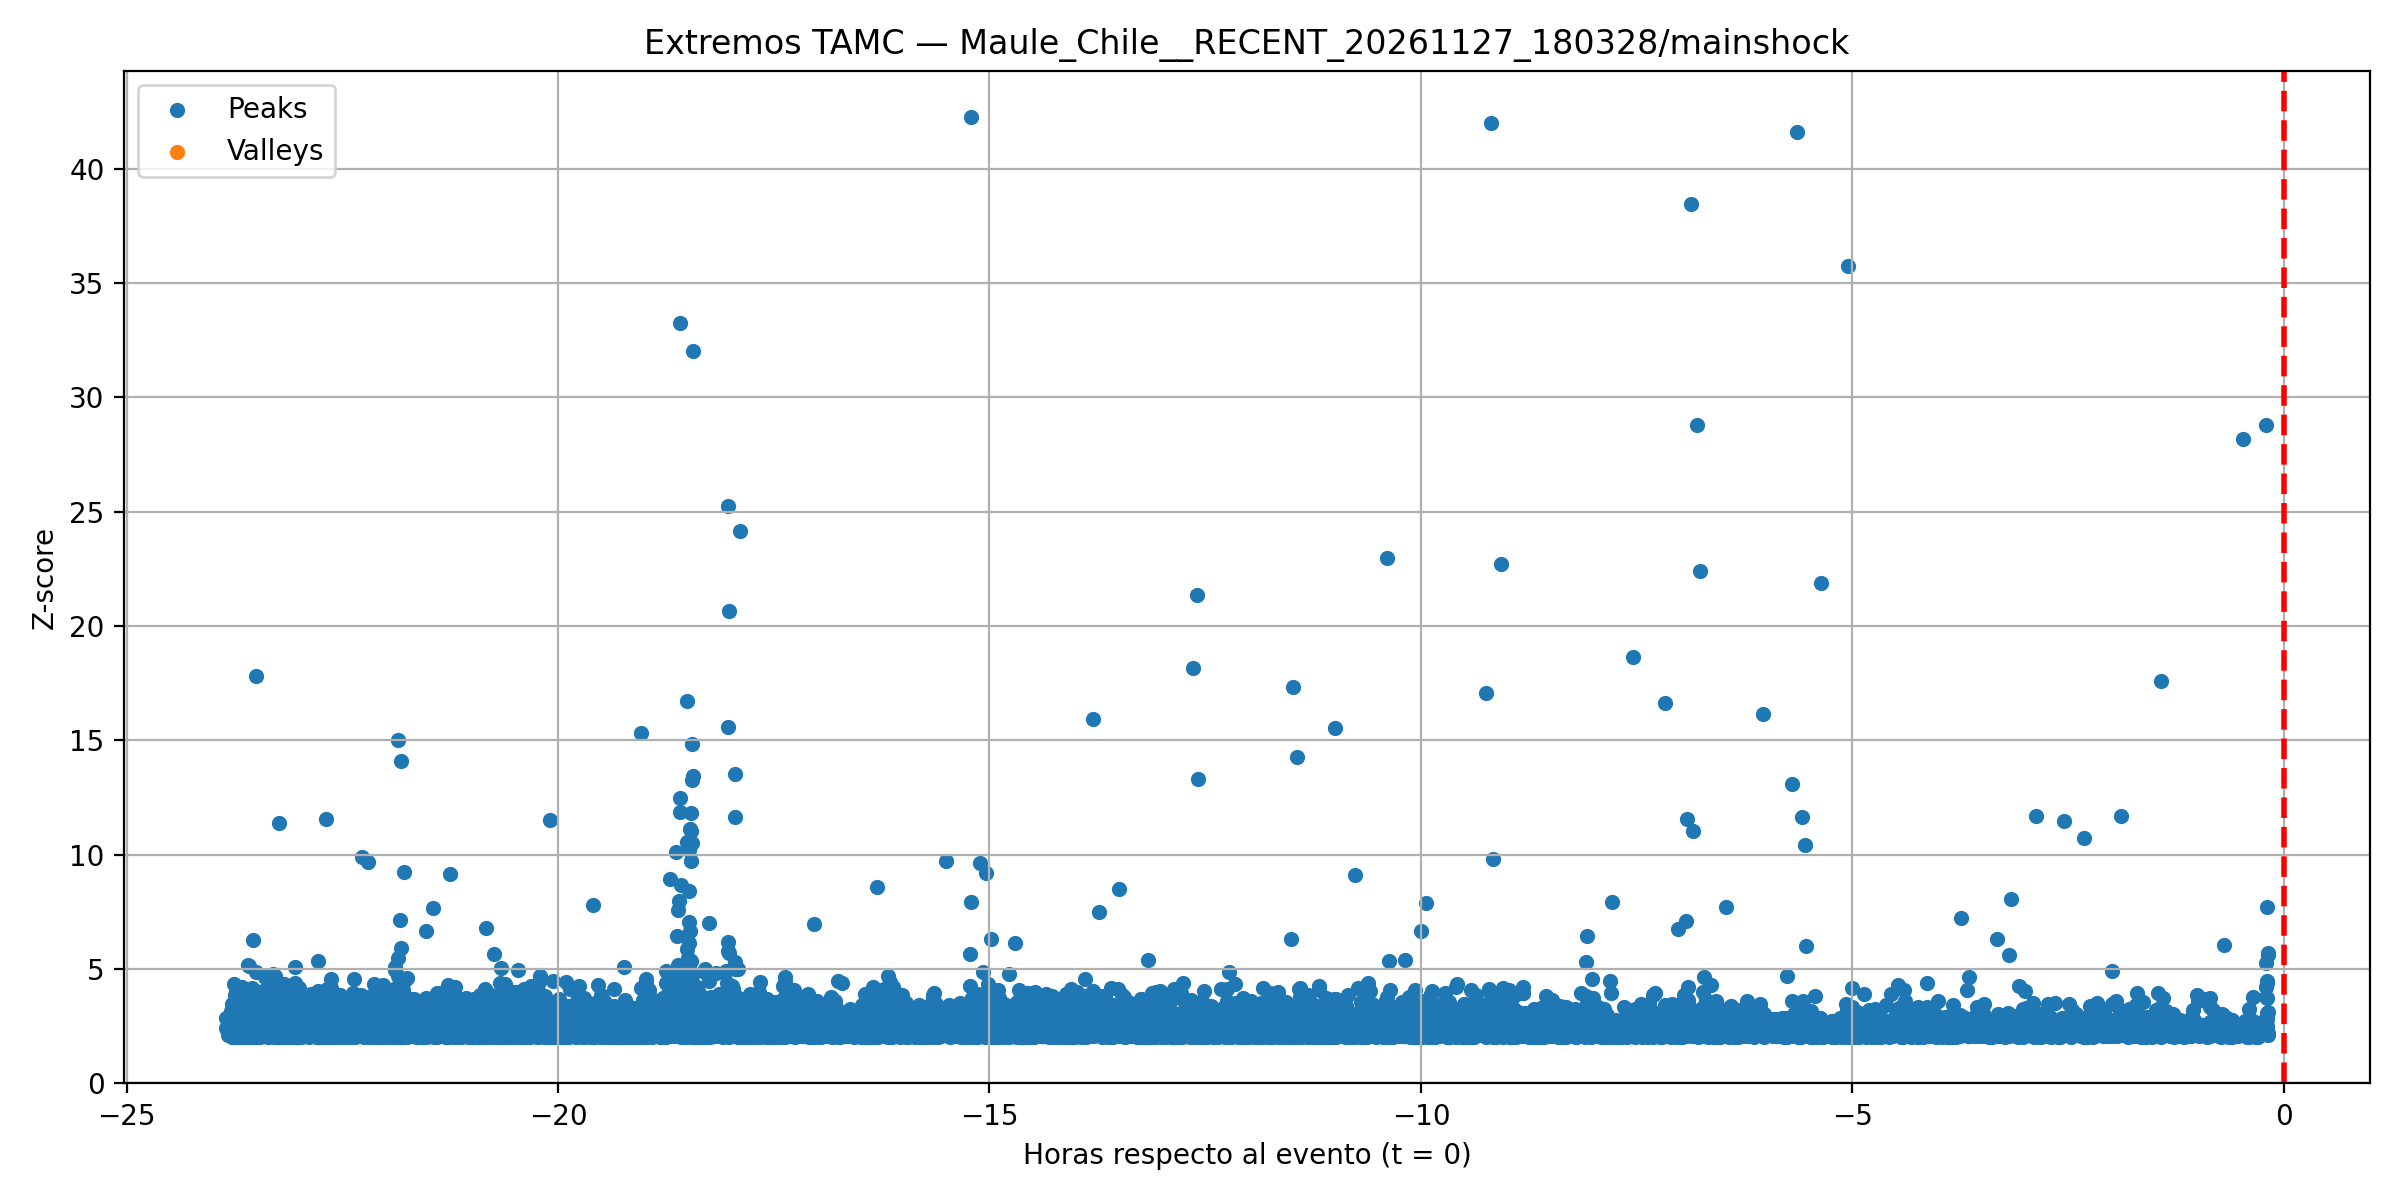 Extremos TAMC — Maule_Chile__RECENT_20261127_180328/mainshock
Peaks
Valleys
Z-score
40
35
30
25
20
15
10
5
0
−25 −20 −15 −10 −5 0
Horas respecto al evento (t = 0)